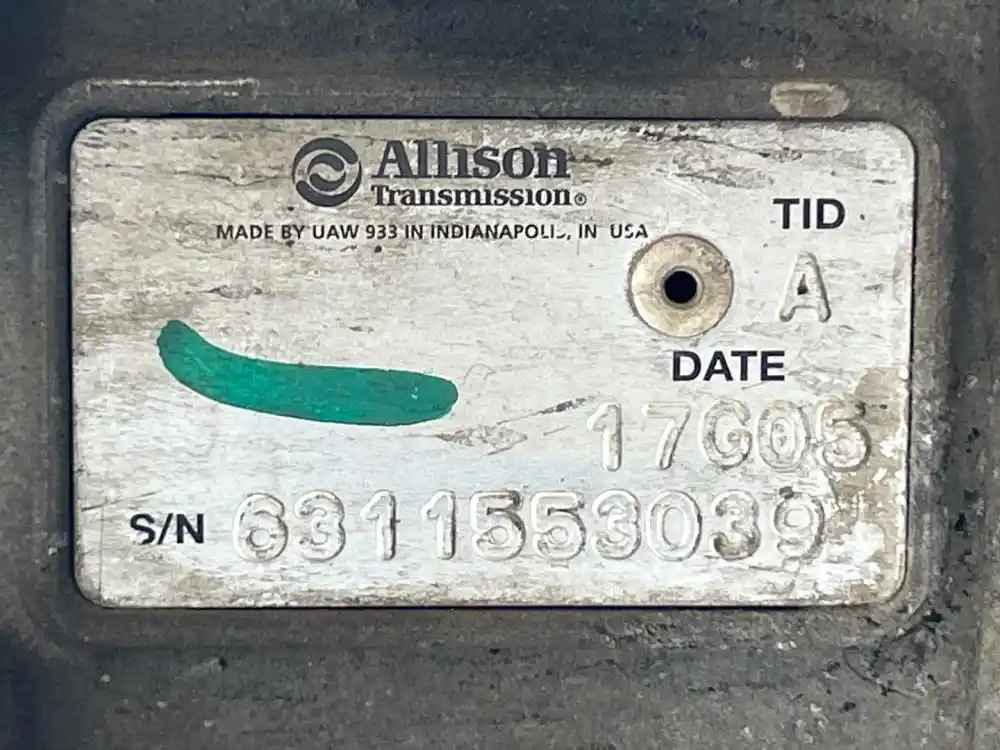 Allison
Transmission®
MADE BY UAW 933 IN INDIANAPOLIS, IN USA
TID
A
DATE
17G05
S/N 6311553039